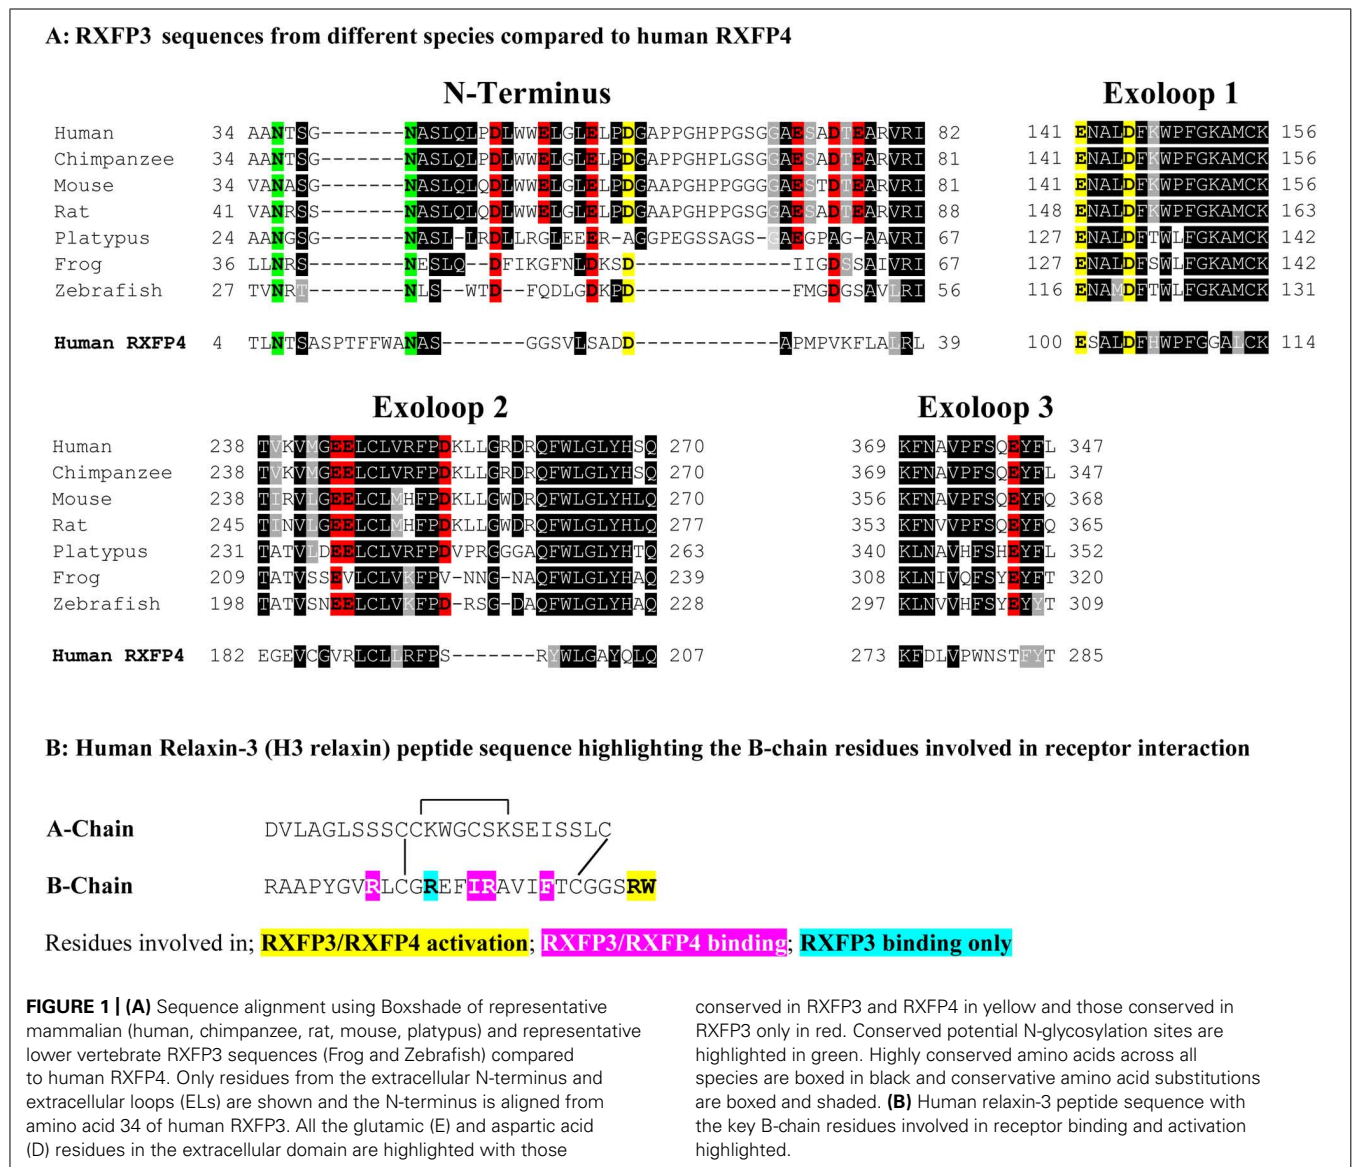 A: RXFP3 sequences from different species compared to human RXFP4
N-Terminus
Exoloop 1
Human 34 AANTSG-------NASLQLPDLWWELGLELPDGAPPGHPPGSGGAESADTEARVRI 82 141 ENALDFKWPFGKAMCK 156
Chimpanzee 34 AANTSG-------NASLQLPDLWWELGLELPDGAPPGHPLGSGGAESADTEARVRI 81 141 ENALDFKWPFGKAMCK 156
Mouse 34 VANASG-------NASLQLQDLWWELGLELPDGAAPGHPPGGGGAESTDTEARVRI 81 141 ENALDFKWPFGKAMCK 156
Rat 41 VANRSS-------NASLQLQDLWWELGLELPDGAAPGHPPGSGGAESADTEARVRI 88 148 ENALDFKWPFGKAMCK 163
Platypus 24 AANGSG-------NASL-LRDLLRGLEEER-AGGPEGSSAGS-GAEGPAG-AAVRI 67 127 ENALDFTWLFGKAMCK 142
Frog 36 LLNRS--------NESLQ--DFIKGFNLDKSD-------------IIGDSSAIVRI 67 127 ENALDFSWLFGKAMCK 142
Zebrafish 27 TVNRT--------NLS--WTD--FQDLGDKPD-------------FMGDGSAVLRI 56 116 ENAMDFTWLFGKAMCK 131
Human RXFP4 4 TLNTSASPTFFWANAS-------GGSVLSADD------------APMPVKFLALRL 39 100 ESALDFHWPFGGALCK 114
Exoloop 2
Exoloop 3
Human 238 TVKVMGEELCLVRFPDKLLGRDRQFWLGLYHSQ 270 369 KFNAVPFSQEYFL 347
Chimpanzee 238 TVKVMGEELCLVRFPDKLLGRDRQFWLGLYHSQ 270 369 KFNAVPFSQEYFL 347
Mouse 238 TIRVLGEELCLMHFPDKLLGWDRQFWLGLYHLQ 270 356 KFNAVPFSQEYFQ 368
Rat 245 TINVLGEELCLMHFPDKLLGWDRQFWLGLYHLQ 277 353 KFNVVPFSQEYFQ 365
Platypus 231 TATVLDEELCLVRFPDVPRGGGAQFWLGLYHTQ 263 340 KLNAVHFSHEYFL 352
Frog 209 TATVSSEVLCLVKFPV-NNG-NAQFWLGLYHAQ 239 308 KLNIVQFSYEYFT 320
Zebrafish 198 TATVSNEELCLVKFPD-RSG-DAQFWLGLYHAQ 228 297 KLNVVHFSYEYYT 309
Human RXFP4 182 EGEVCGVRLCLLRFPS-------RYWLGAYQLQ 207 273 KFDLVPWNSTFYT 285
B: Human Relaxin-3 (H3 relaxin) peptide sequence highlighting the B-chain residues involved in receptor interaction
A-Chain DVLAGLSSSCCKWGCSKSEISSLC
B-Chain RAAPYGVRLCGREFIRAVIFTCGGSRW
Residues involved in; RXFP3/RXFP4 activation; RXFP3/RXFP4 binding; RXFP3 binding only
FIGURE 1 | (A) Sequence alignment using Boxshade of representative
mammalian (human, chimpanzee, rat, mouse, platypus) and representative
lower vertebrate RXFP3 sequences (Frog and Zebrafish) compared
to human RXFP4. Only residues from the extracellular N-terminus and
extracellular loops (ELs) are shown and the N-terminus is aligned from
amino acid 34 of human RXFP3. All the glutamic (E) and aspartic acid
(D) residues in the extracellular domain are highlighted with those
conserved in RXFP3 and RXFP4 in yellow and those conserved in
RXFP3 only in red. Conserved potential N-glycosylation sites are
highlighted in green. Highly conserved amino acids across all
species are boxed in black and conservative amino acid substitutions
are boxed and shaded. (B) Human relaxin-3 peptide sequence with
the key B-chain residues involved in receptor binding and activation
highlighted.